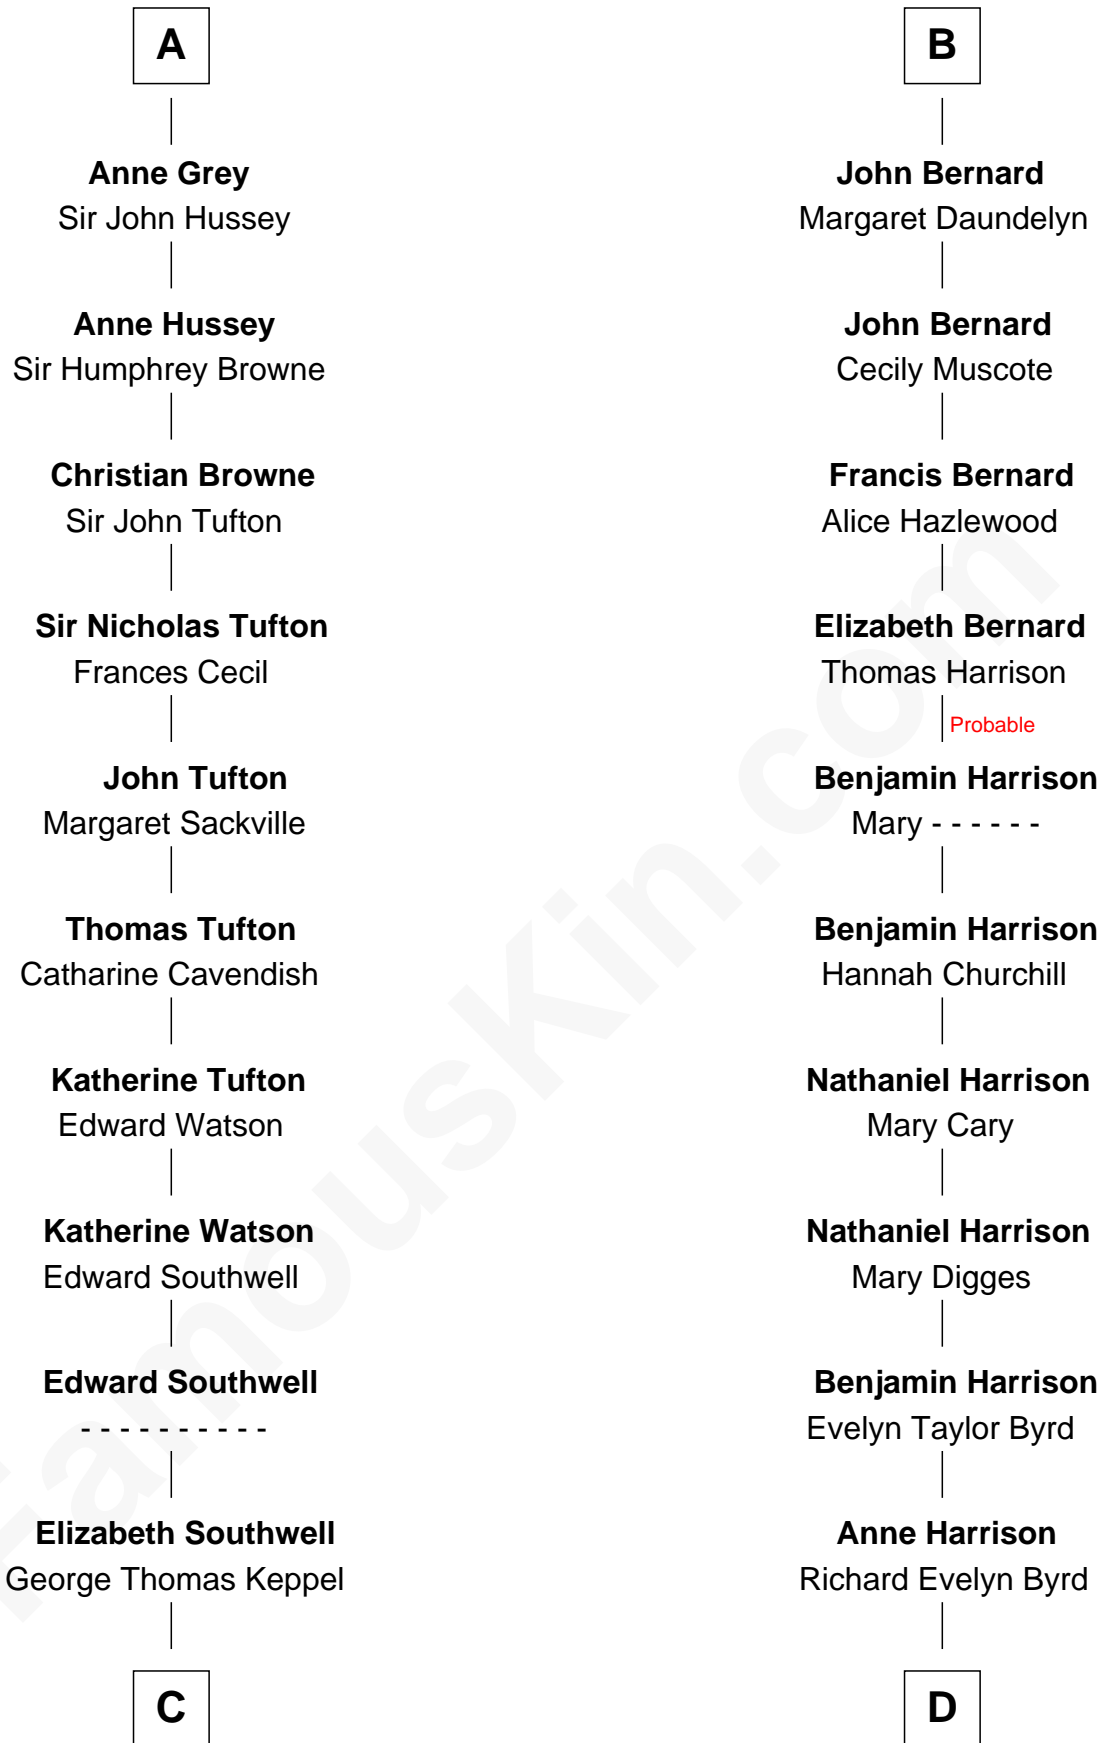 A
Anne Grey
Sir John Hussey
Anne Hussey
Sir Humphrey Browne
Christian Browne
Sir John Tufton
Sir Nicholas Tufton
Frances Cecil
John Tufton
Margaret Sackville
Thomas Tufton
Catharine Cavendish
Katherine Tufton
Edward Watson
Katherine Watson
Edward Southwell
Edward Southwell
- - - - - - - - - -
Elizabeth Southwell
George Thomas Keppel
C
B
John Bernard
Margaret Daundelyn
John Bernard
Cecily Muscote
Francis Bernard
Alice Hazlewood
Elizabeth Bernard
Thomas Harrison
Probable
Benjamin Harrison
Mary - - - - - -
Benjamin Harrison
Hannah Churchill
Nathaniel Harrison
Mary Cary
Nathaniel Harrison
Mary Digges
Benjamin Harrison
Evelyn Taylor Byrd
Anne Harrison
Richard Evelyn Byrd
D
FamousKin.com